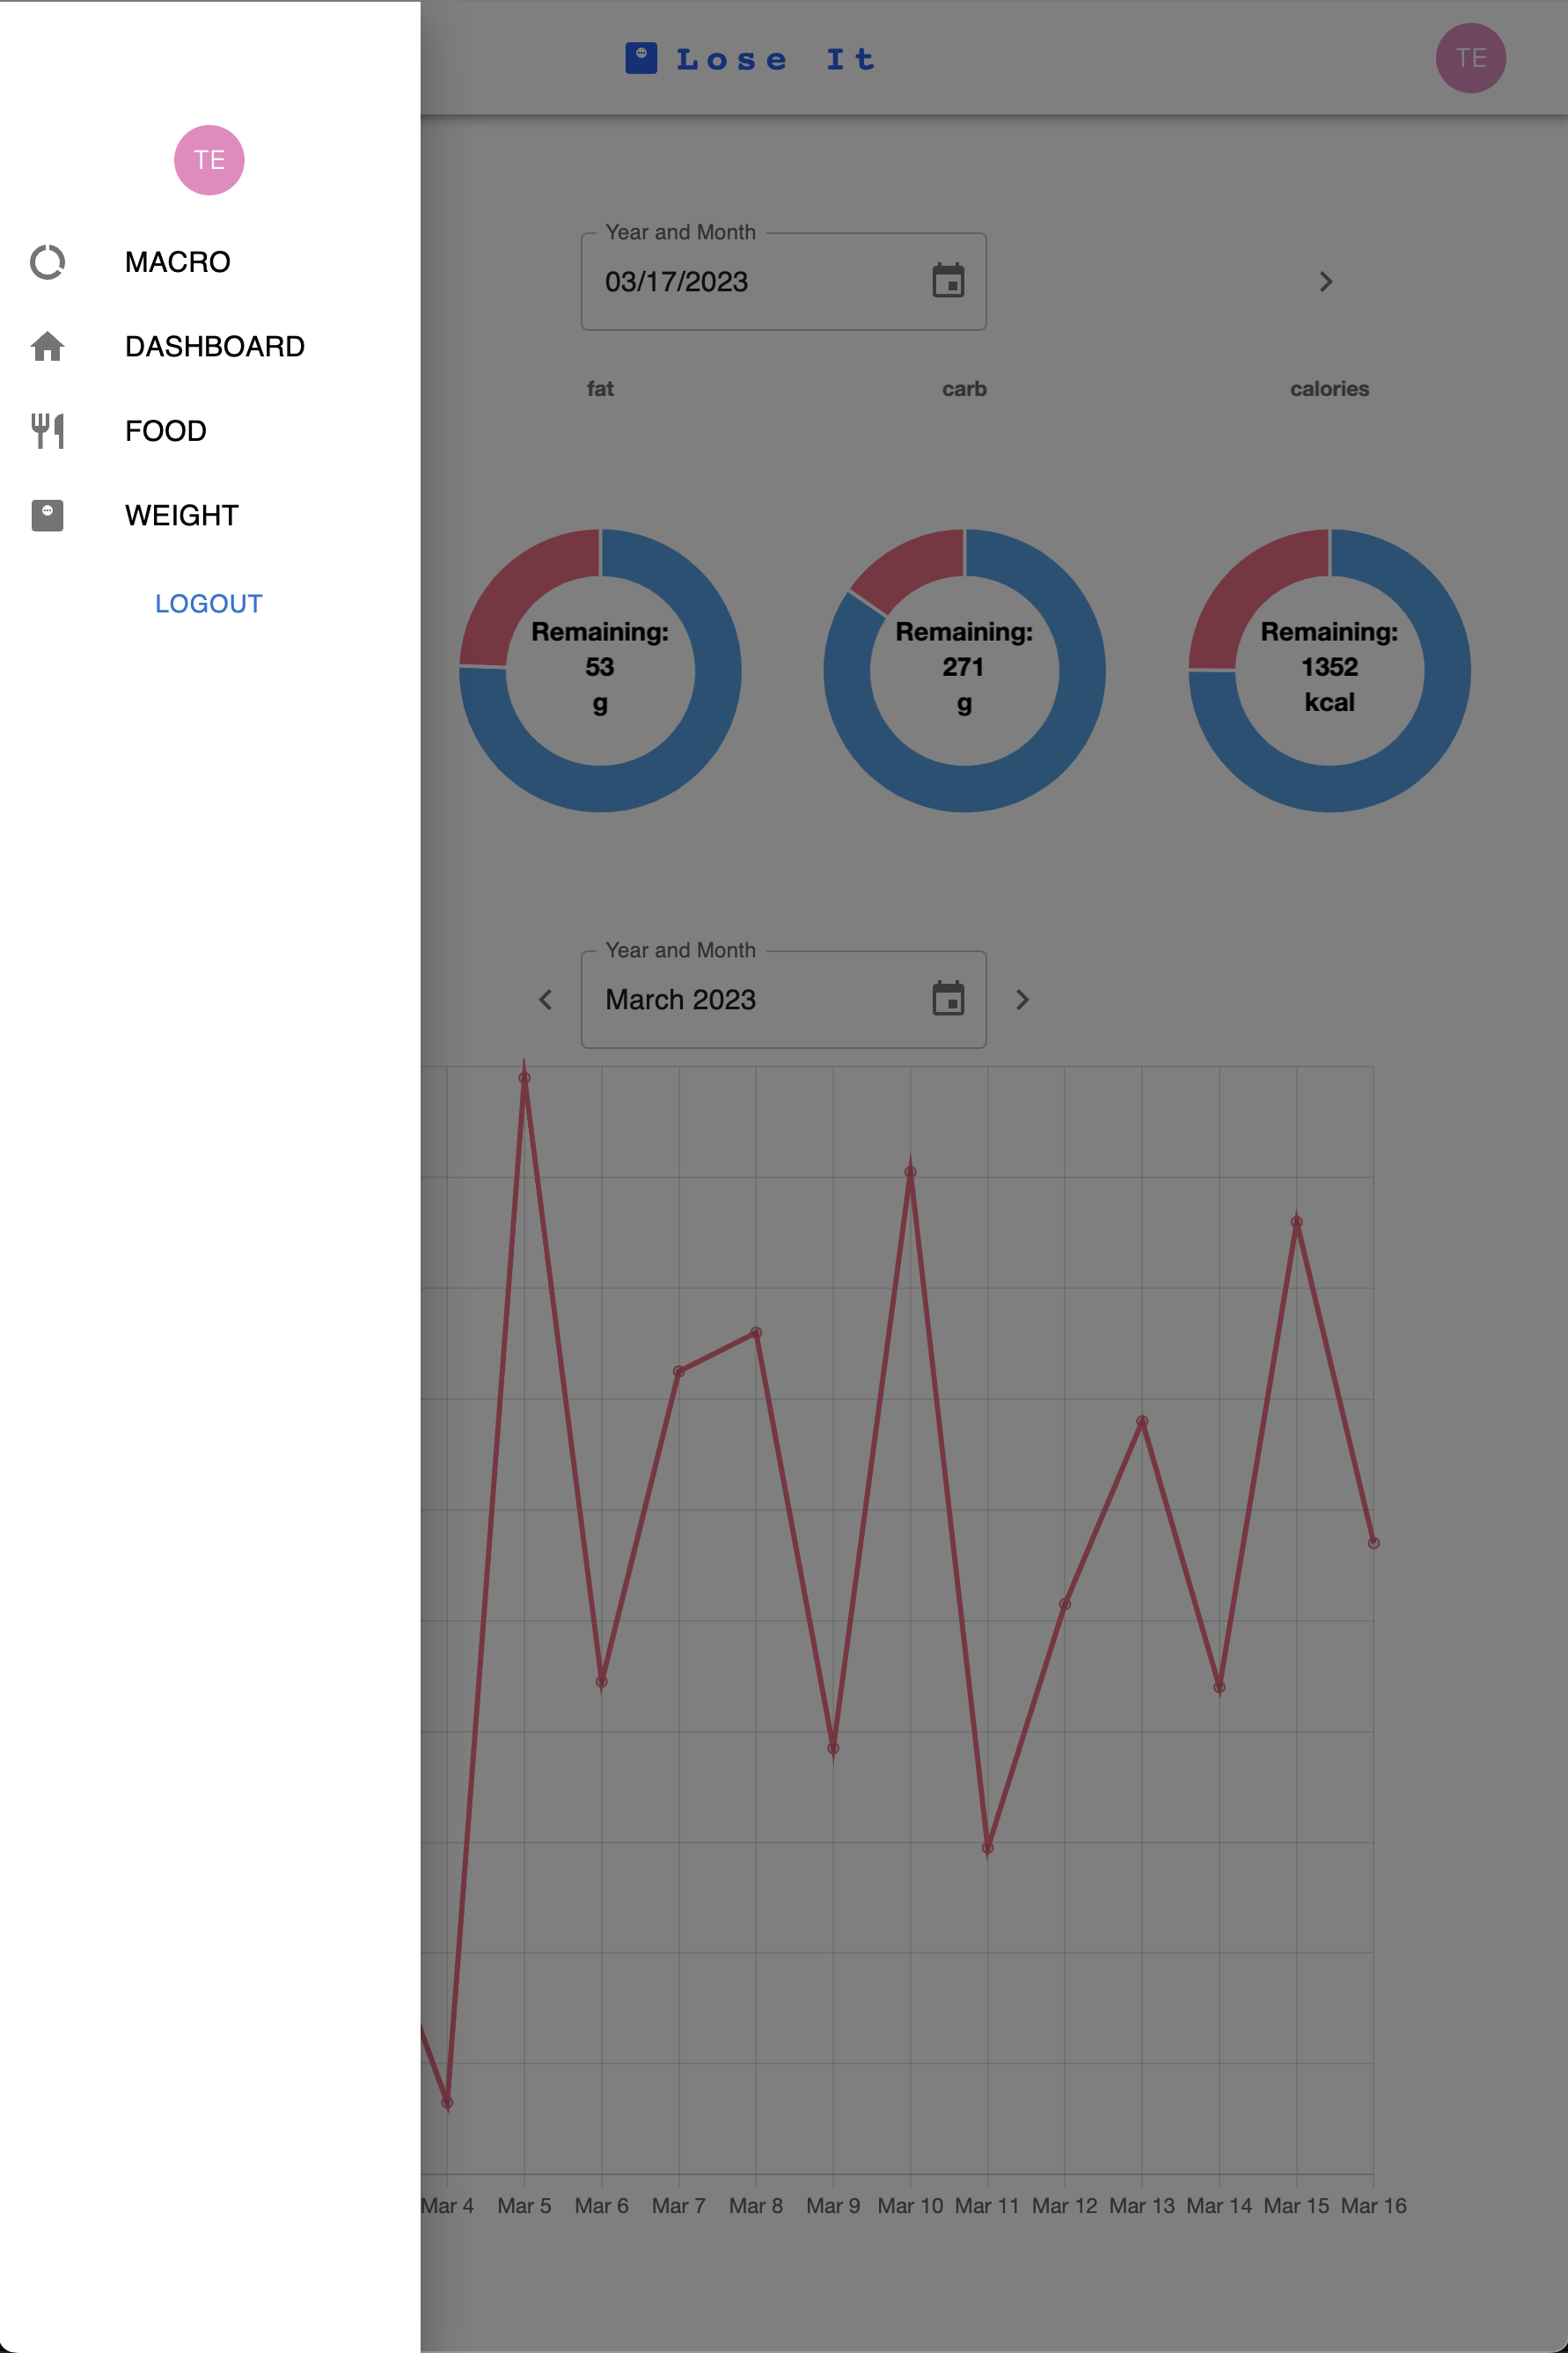 Lose It
TE
TE
MACRO
DASHBOARD
FOOD
WEIGHT
LOGOUT
Year and Month
03/17/2023
fat
carb
calories
Remaining:
53
g
Remaining:
271
g
Remaining:
1352
kcal
Year and Month
March 2023
Mar 4 Mar 5 Mar 6 Mar 7 Mar 8 Mar 9 Mar 10 Mar 11 Mar 12 Mar 13 Mar 14 Mar 15 Mar 16